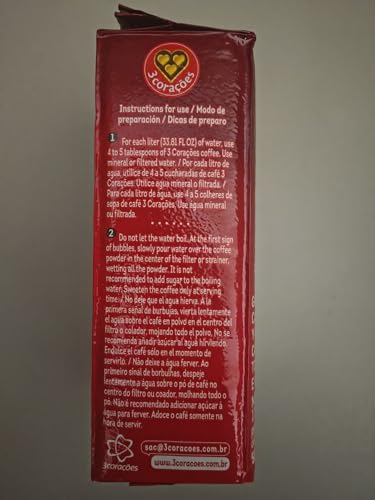 3 corações
Instructions for use / Modo de
preparación / Dicas de preparo
1 For each liter (33.81 FL OZ) of water, use
4 to 5 tablespoons of 3 Corações coffee. Use
mineral or filtered water. / Por cada litro de
agua, utilice de 4 a 5 cucharadas de café 3
Corações. Utilice agua mineral o filtrada. /
Para cada litro de água, use 4 a 5 colheres de
sopa de café 3 Corações. Use água mineral
ou filtrada.
2 Do not let the water boil. At the first sign
of bubbles, slowly pour water over the coffee
powder in the center of the filter or strainer,
wetting all the powder. It is not
recommended to add sugar to the boiling
water. Sweeten the coffee only at serving
time. / No deje que el agua hierva. A la
primera señal de burbujas, vierta lentamente
el agua sobre el café en polvo en el centro del
filtro o colador, mojando todo el polvo. No se
recomienda añadir azúcar al agua hirviendo.
Endulce el café sólo en el momento de
servirlo. / Não deixe a água ferver. Ao
primeiro sinal de borbulhas, despeje
lentamente a água sobre o pó de café no
centro do filtro ou coador, molhando todo o
pó. Não é recomendado adicionar açúcar à
água para ferver. Adoce o café somente na
hora de servir.
3corações
sac@3coracoes.com.br
www.3coracoes.com.br